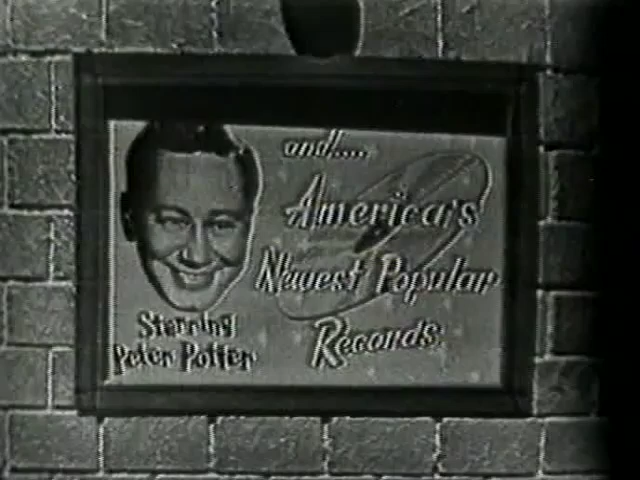 and....
America's
Newest Popular
Records.
Starring
Peter Potter